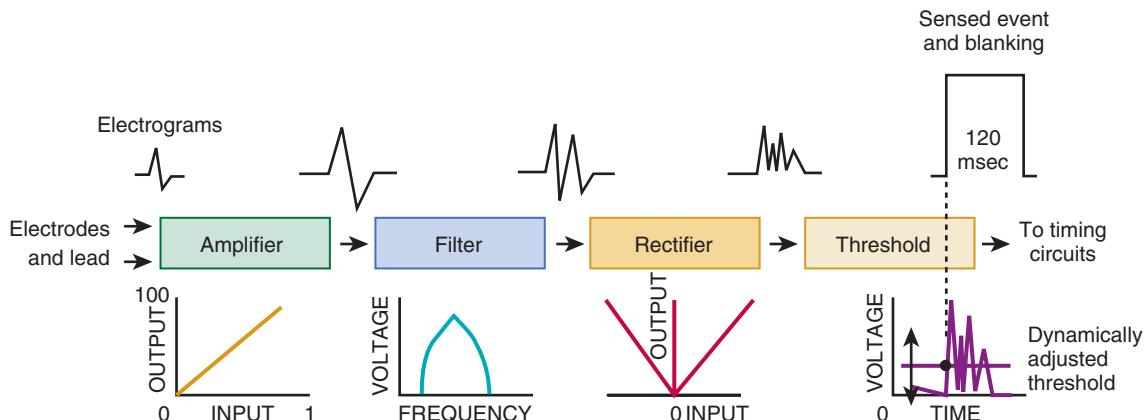 Sensed event
and blanking
120
msec
Electrograms
Electrodes
and lead
Amplifier
Filter
Rectifier
Threshold
To timing
circuits
100
OUTPUT
0
INPUT
1
VOLTAGE
FREQUENCY
OUTPUT
0
INPUT
VOLTAGE
0
TIME
Dynamically
adjusted
threshold